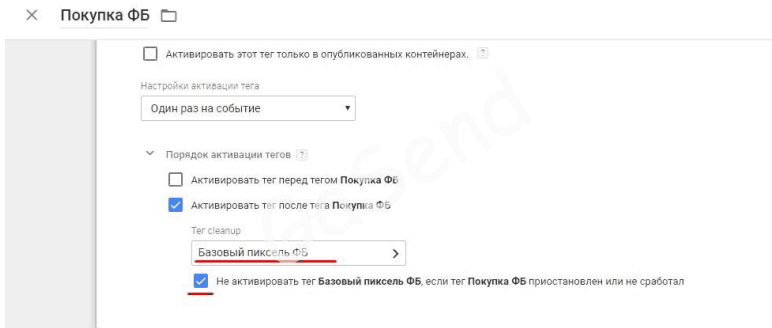 Покупка ФБ
Активировать этот тег только в опубликованных контейнерах. ?
Настройки активации тега
Один раз на событие
Порядок активации тегов ?
Активировать тег перед тегом Покупка ФБ
Активировать тег после тега Покупка ФБ
Тег cleanup
Базовый пиксель ФБ
Не активировать тег Базовый пиксель ФБ, если тег Покупка ФБ приостановлен или не сработал
GaSend